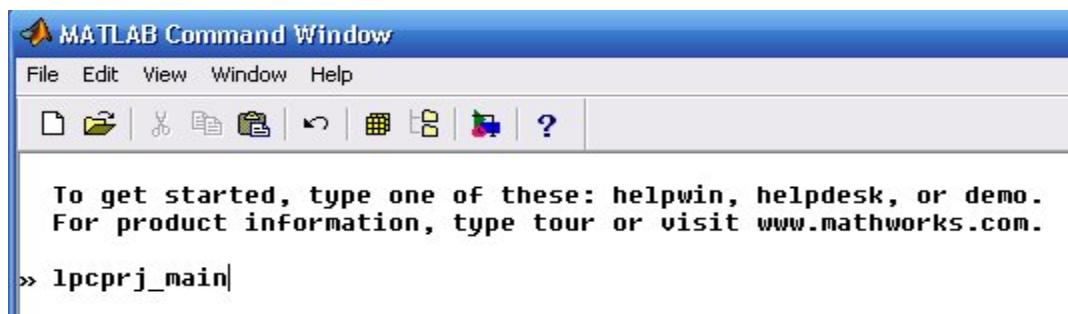 MATLAB Command Window
File Edit View Window Help
?
To get started, type one of these: helpwin, helpdesk, or demo.
For product information, type tour or visit www.mathworks.com.
» lpcprj_main